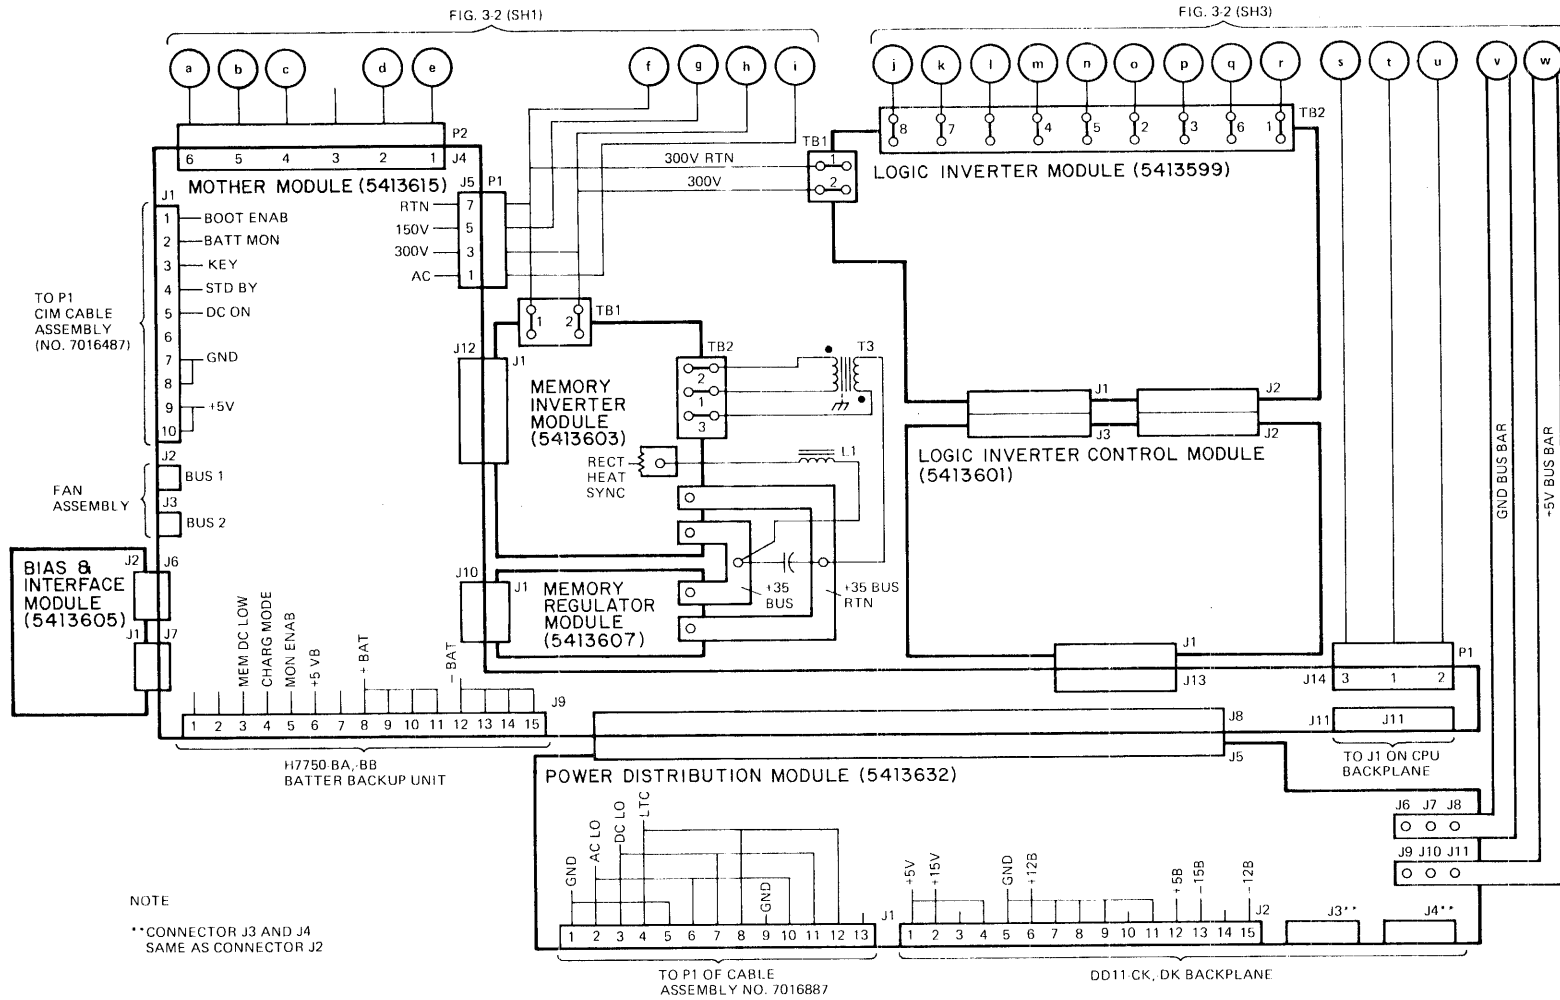 FIG. 3-2 (SH1)
FIG. 3-2 (SH3)
a b c d e f g h i j k l m n o p q r s t u v w
P2
6 5 4 3 2 1 J4
MOTHER MODULE (5413615)
J1
1 BOOT ENAB
2 BATT MON
3 KEY
4 STD BY
5 DC ON
6
7 GND
8
9 +5V
10
TO P1
CIM CABLE
ASSEMBLY
(NO. 7016487)
J2
BUS 1
J3
BUS 2
FAN
ASSEMBLY
J5 P1
RTN 7
150V 5
300V 3
AC 1
300V RTN
300V
TB1
1
2
8 7 4 5 2 3 6 1 TB2
LOGIC INVERTER MODULE (5413599)
1 2 TB1
J12 J1
MEMORY
INVERTER
MODULE
(5413603)
TB2
2
1
3
T3
L1
RECT
HEAT
SYNC
J1 J2
J3 J2
LOGIC INVERTER CONTROL MODULE
(5413601)
GND BUS BAR
+5V BUS BAR
BIAS &
INTERFACE
MODULE
(5413605)
J2 J6
J1 J7
J10 J1
MEMORY
REGULATOR
MODULE
(5413607)
+35
BUS
+35 BUS
RTN
MEM DC LOW
CHARG MODE
MON ENAB
+5 VB
+ BAT
- BAT
1 2 3 4 5 6 7 8 9 10 11 12 13 14 15 J9
H7750-BA,-BB
BATTER BACKUP UNIT
J1
J13
J14 3 1 2 P1
J11 J11
TO J1 ON CPU
BACKPLANE
J8
J5
POWER DISTRIBUTION MODULE (5413632)
J6 J7 J8
J9 J10 J11
GND
AC LO
DC LO
LTC
GND
1 2 3 4 5 6 7 8 9 10 11 12 13 J1
TO P1 OF CABLE
ASSEMBLY NO. 7016887
+5V
+15V
GND
+12B
+5B
-15B
-12B
1 2 3 4 5 6 7 8 9 10 11 12 13 14 15 J2
J3**
J4**
DD11-CK,-DK BACKPLANE
NOTE
**CONNECTOR J3 AND J4
SAME AS CONNECTOR J2